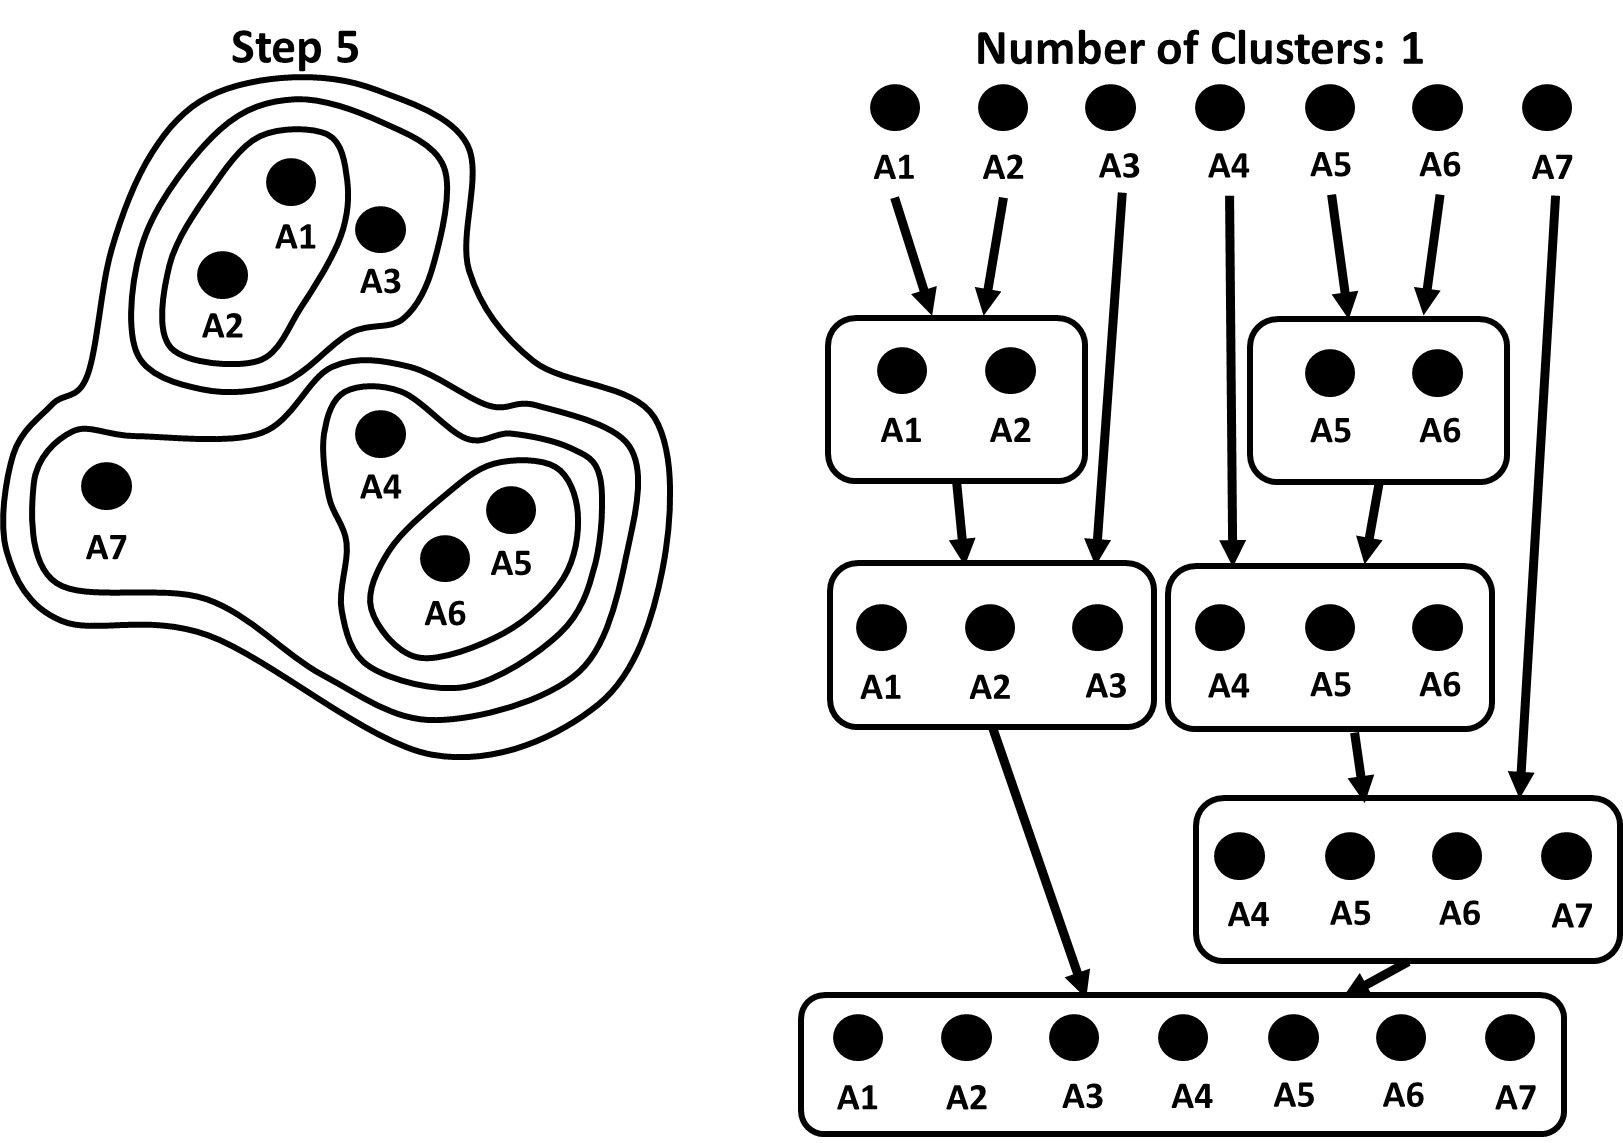 Step 5
A1
A3
A2
A4
A7
A5
A6
Number of Clusters: 1
A1 A2 A3 A4 A5 A6 A7
A1 A2
A5 A6
A1 A2 A3
A4 A5 A6
A4 A5 A6 A7
A1 A2 A3 A4 A5 A6 A7